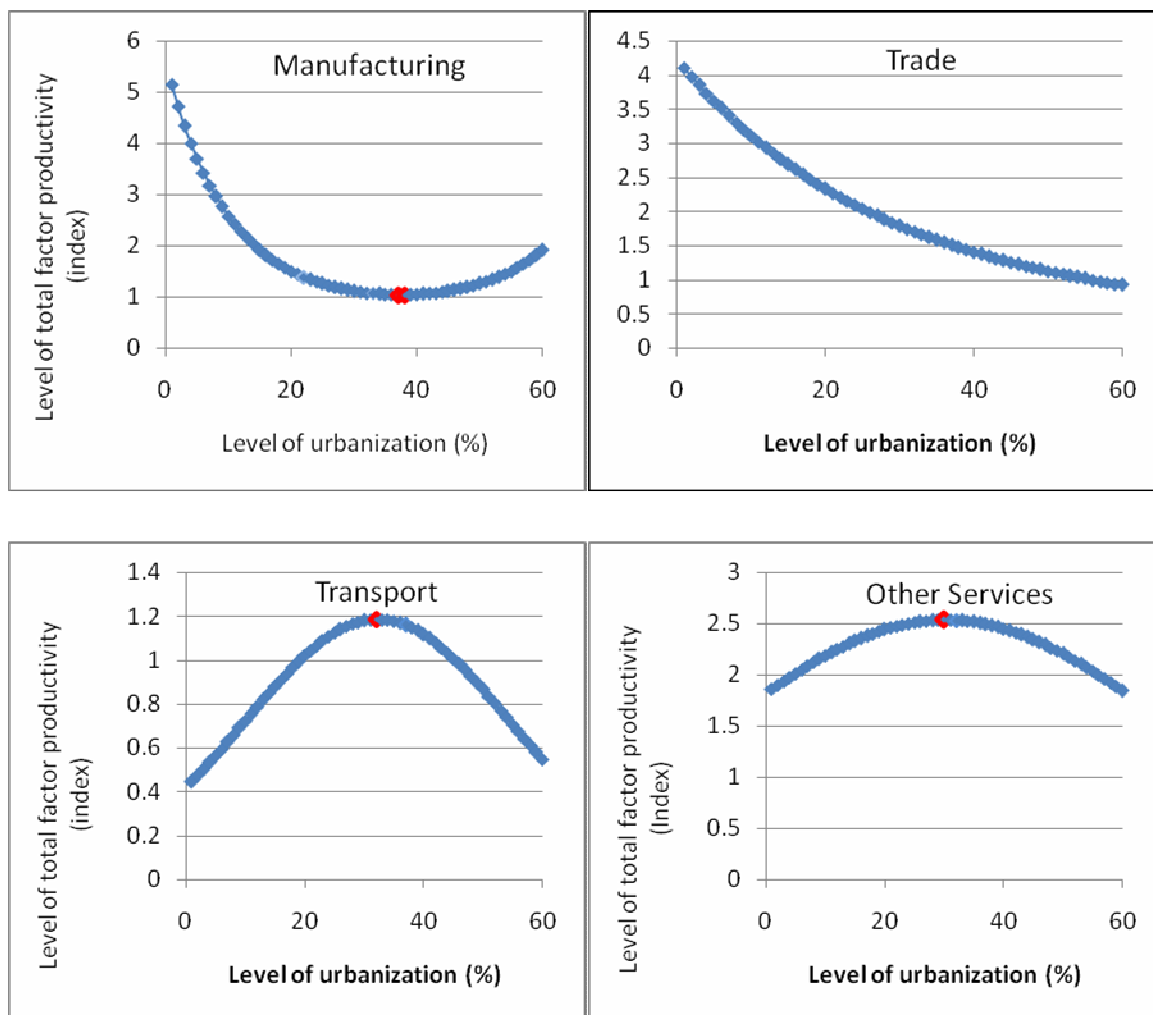 Manufacturing
Level of total factor productivity
(index)
6
5
4
3
2
1
0
0 20 40 60
Level of urbanization (%)
Trade
4.5
4
3.5
3
2.5
2
1.5
1
0.5
0
0 20 40 60
Level of urbanization (%)
Transport
Level of total factor productivity
(index)
1.4
1.2
1
0.8
0.6
0.4
0.2
0
0 20 40 60
Level of urbanization (%)
Other Services
Level of total factor productivity
(Index)
3
2.5
2
1.5
1
0.5
0
0 20 40 60
Level of urbanization (%)